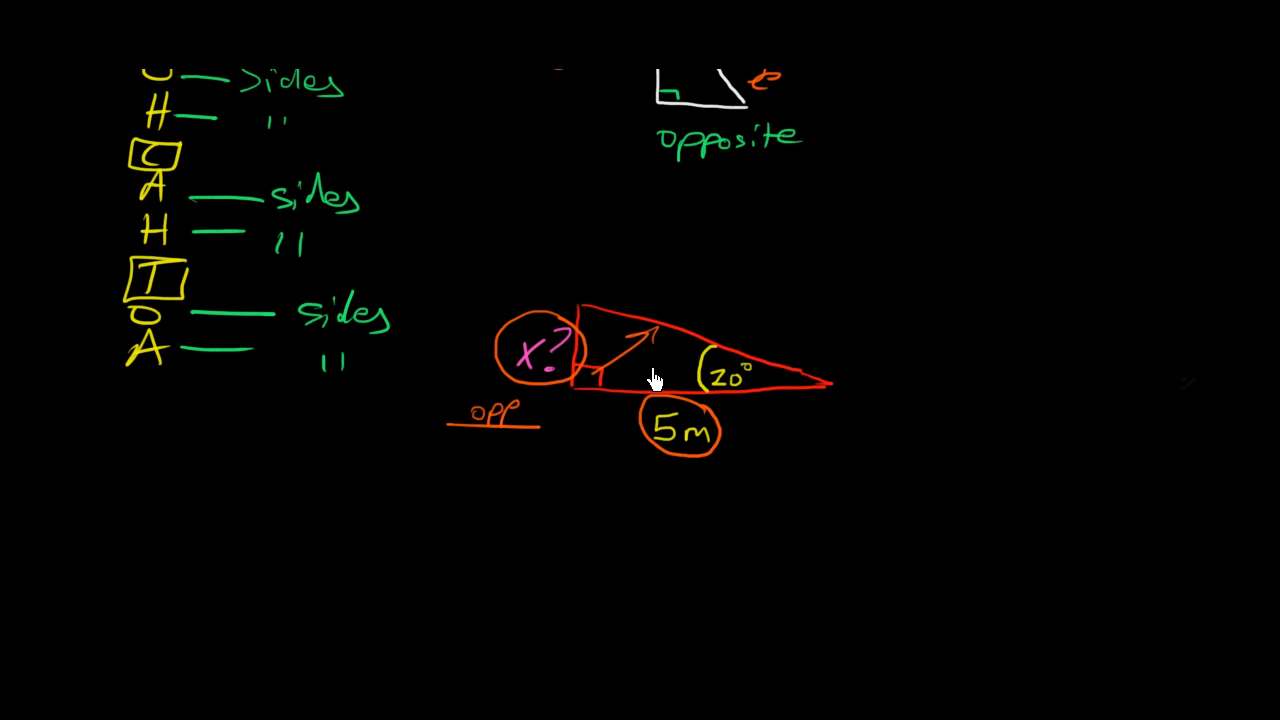 O sides
H "
C
A sides
H "
T
O sides
A "
e
opposite
x?
20°
opp
5m